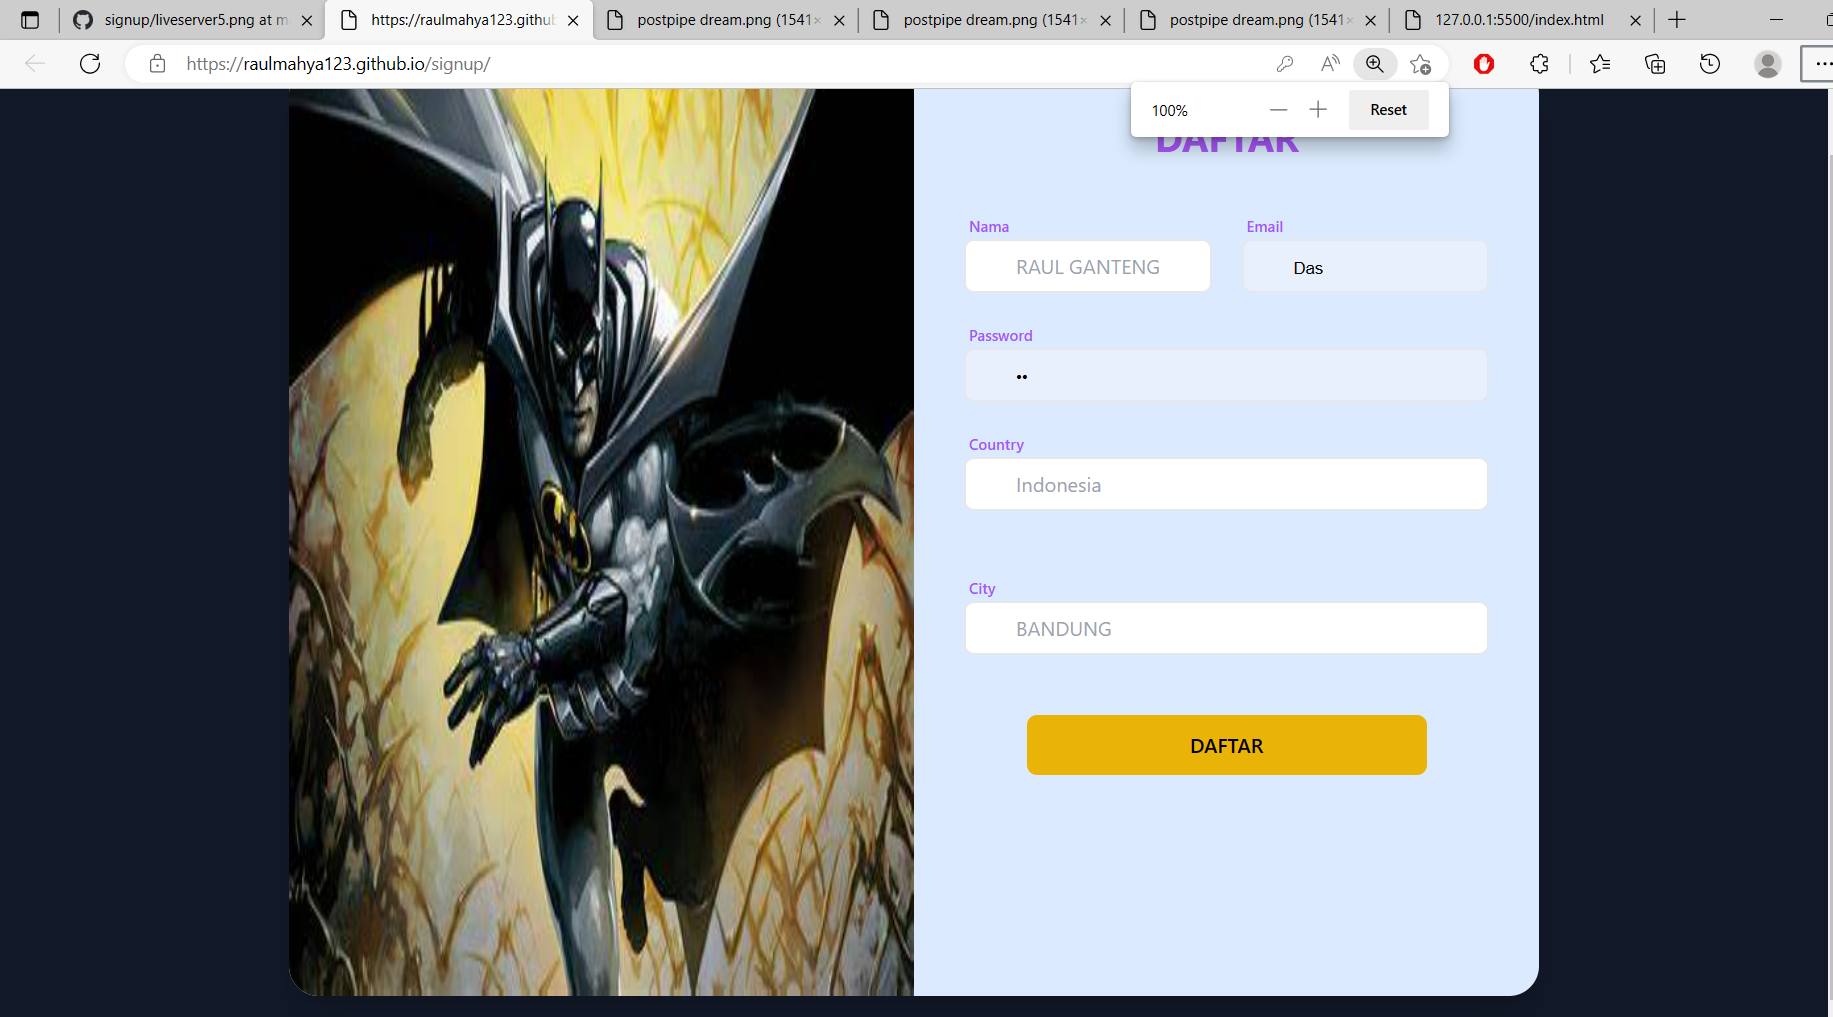 signup/liveserver5.png at m
https://raulmahya123.github
postpipe dream.png (1541×
postpipe dream.png (1541×
postpipe dream.png (1541×
127.0.0.1:5500/index.html
https://raulmahya123.github.io/signup/
100%
Reset
DAFTAR
Nama
Email
RAUL GANTENG
Das
Password
••
Country
Indonesia
City
BANDUNG
DAFTAR